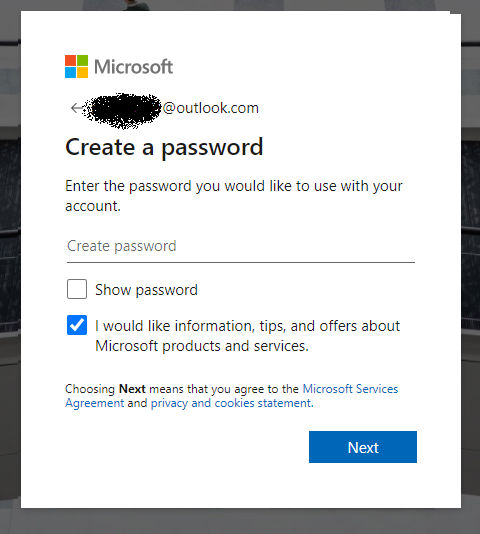 Microsoft
@outlook.com
Create a password
Enter the password you would like to use with your
account.
Create password
Show password
I would like information, tips, and offers about
Microsoft products and services.
Choosing Next means that you agree to the Microsoft Services
Agreement and privacy and cookies statement.
Next